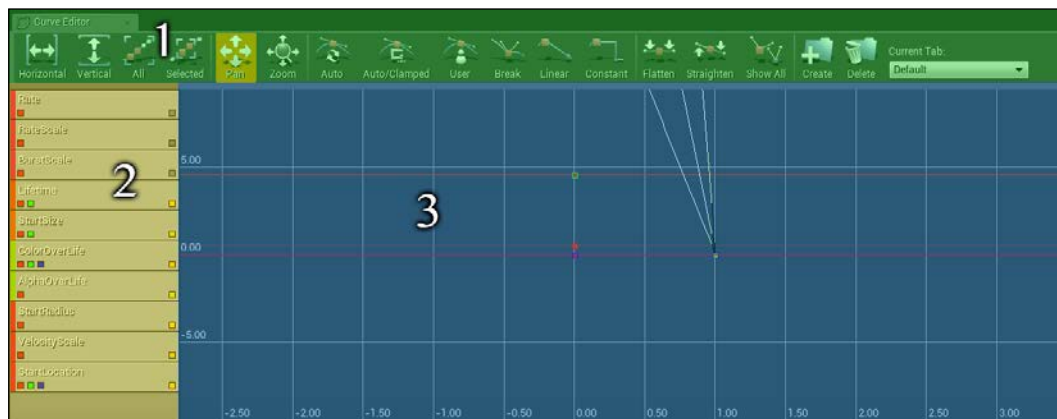 Curve Editor
1
Horizontal Vertical All Selected Pan Zoom Auto Auto/Clamped User Break Linear Constant Flatten Straighten Show All Create Delete
Current Tab:
Default
Rate
RateScale
BurstScale
Lifetime
StartSize
ColorOverLife
AlphaOverLife
StartRadius
VelocityScale
StartLocation
2
3
5.00
0.00
-5.00
-2.50 -2.00 -1.50 -1.00 -0.50 0.00 0.50 1.00 1.50 2.00 2.50 3.00